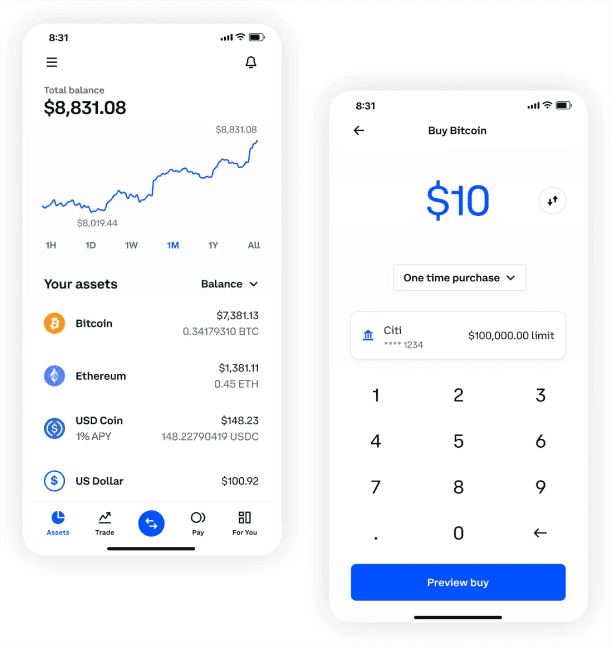 8:31
Total balance
$8,831.08
$8,831.08
$8,019.44
1H 1D 1W 1M 1Y All
Your assets Balance
Bitcoin $7,381.13
0.34179310 BTC
Ethereum $1,381.11
0.45 ETH
USD Coin $148.23
1% APY 148.22790419 USDC
$ US Dollar $100.92
Assets Trade Pay For You
8:31
Buy Bitcoin
$10
One time purchase
Citi $100,000.00 limit
**** 1234
1 2 3
4 5 6
7 8 9
. 0
Preview buy